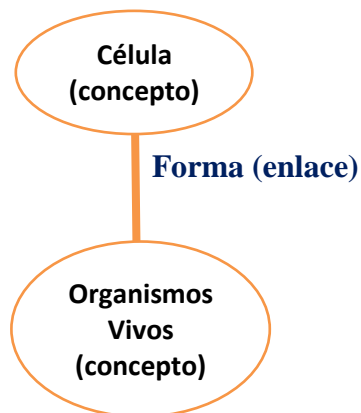 Célula
(concepto)
Forma (enlace)
Organismos
Vivos
(concepto)